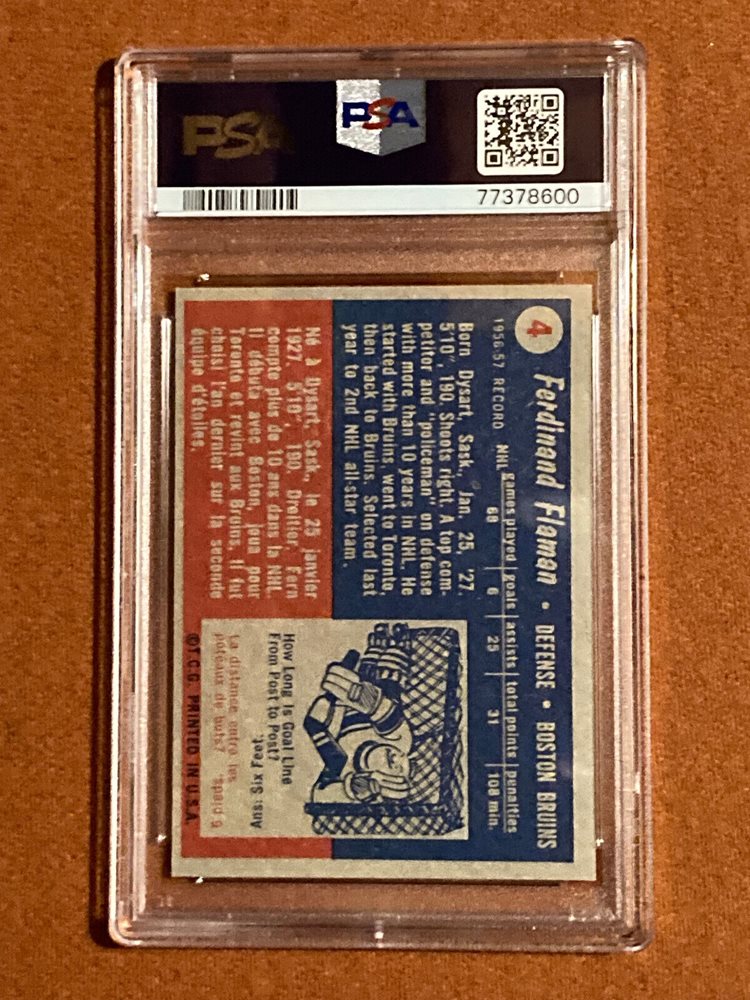 PSA
PSA
77378600
4
Ferdinand Flaman • DEFENSE • BOSTON BRUINS
1956-57 RECORD
NHL
games played
goals
assists
total points
penalties
68
6
25
31
108 min.
Born Dysart, Sask., Jan. 25, '27.
5'10", 190. Shoots right. A top com-
petitor and "policeman" on defense
with more than 10 years in NHL. He
started with Bruins, went to Toronto,
then back to Bruins. Selected last
year to 2nd NHL all-star team.
Né à Dysart, Sask., le 25 janvier
1927. 5'10", 190. Droitier. Fern
compte plus de 10 ans dans la NHL.
Il débuta avec Boston, joua pour
Toronto et revint aux Bruins. Il fut
choisi l'an dernier sur la seconde
équipe d'étoiles.
How Long Is Goal Line
From Post to Post?
Ans: Six Feet.
La distance entre les
poteaux de buts?
6 pieds.
©T.C.G. PRINTED IN U.S.A.